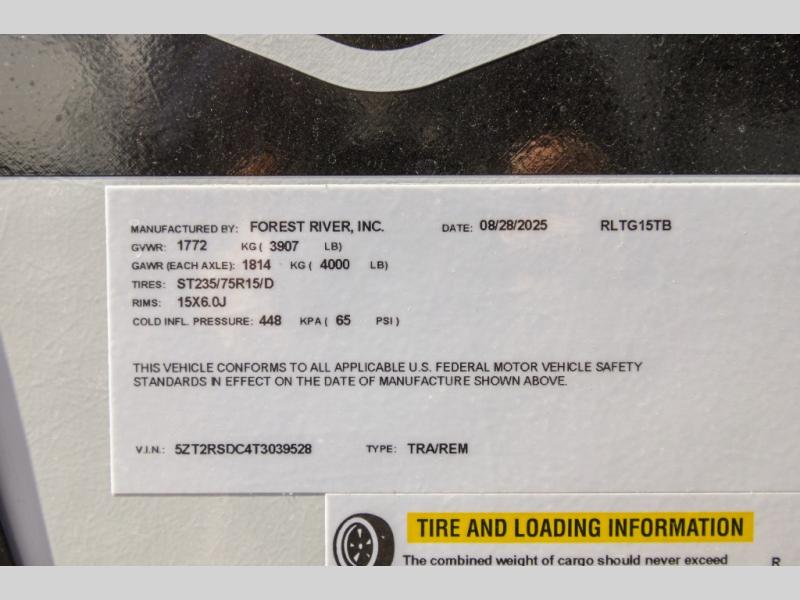 MANUFACTURED BY: FOREST RIVER, INC. DATE: 08/28/2025 RLTG15TB
GVWR: 1772 KG ( 3907 LB)
GAWR (EACH AXLE): 1814 KG ( 4000 LB)
TIRES: ST235/75R15/D
RIMS: 15X6.0J
COLD INFL. PRESSURE: 448 KPA ( 65 PSI )
THIS VEHICLE CONFORMS TO ALL APPLICABLE U.S. FEDERAL MOTOR VEHICLE SAFETY
STANDARDS IN EFFECT ON THE DATE OF MANUFACTURE SHOWN ABOVE.
V.I.N.: 5ZT2RSDC4T3039528 TYPE: TRA/REM
TIRE AND LOADING INFORMATION
The combined weight of cargo should never exceed R